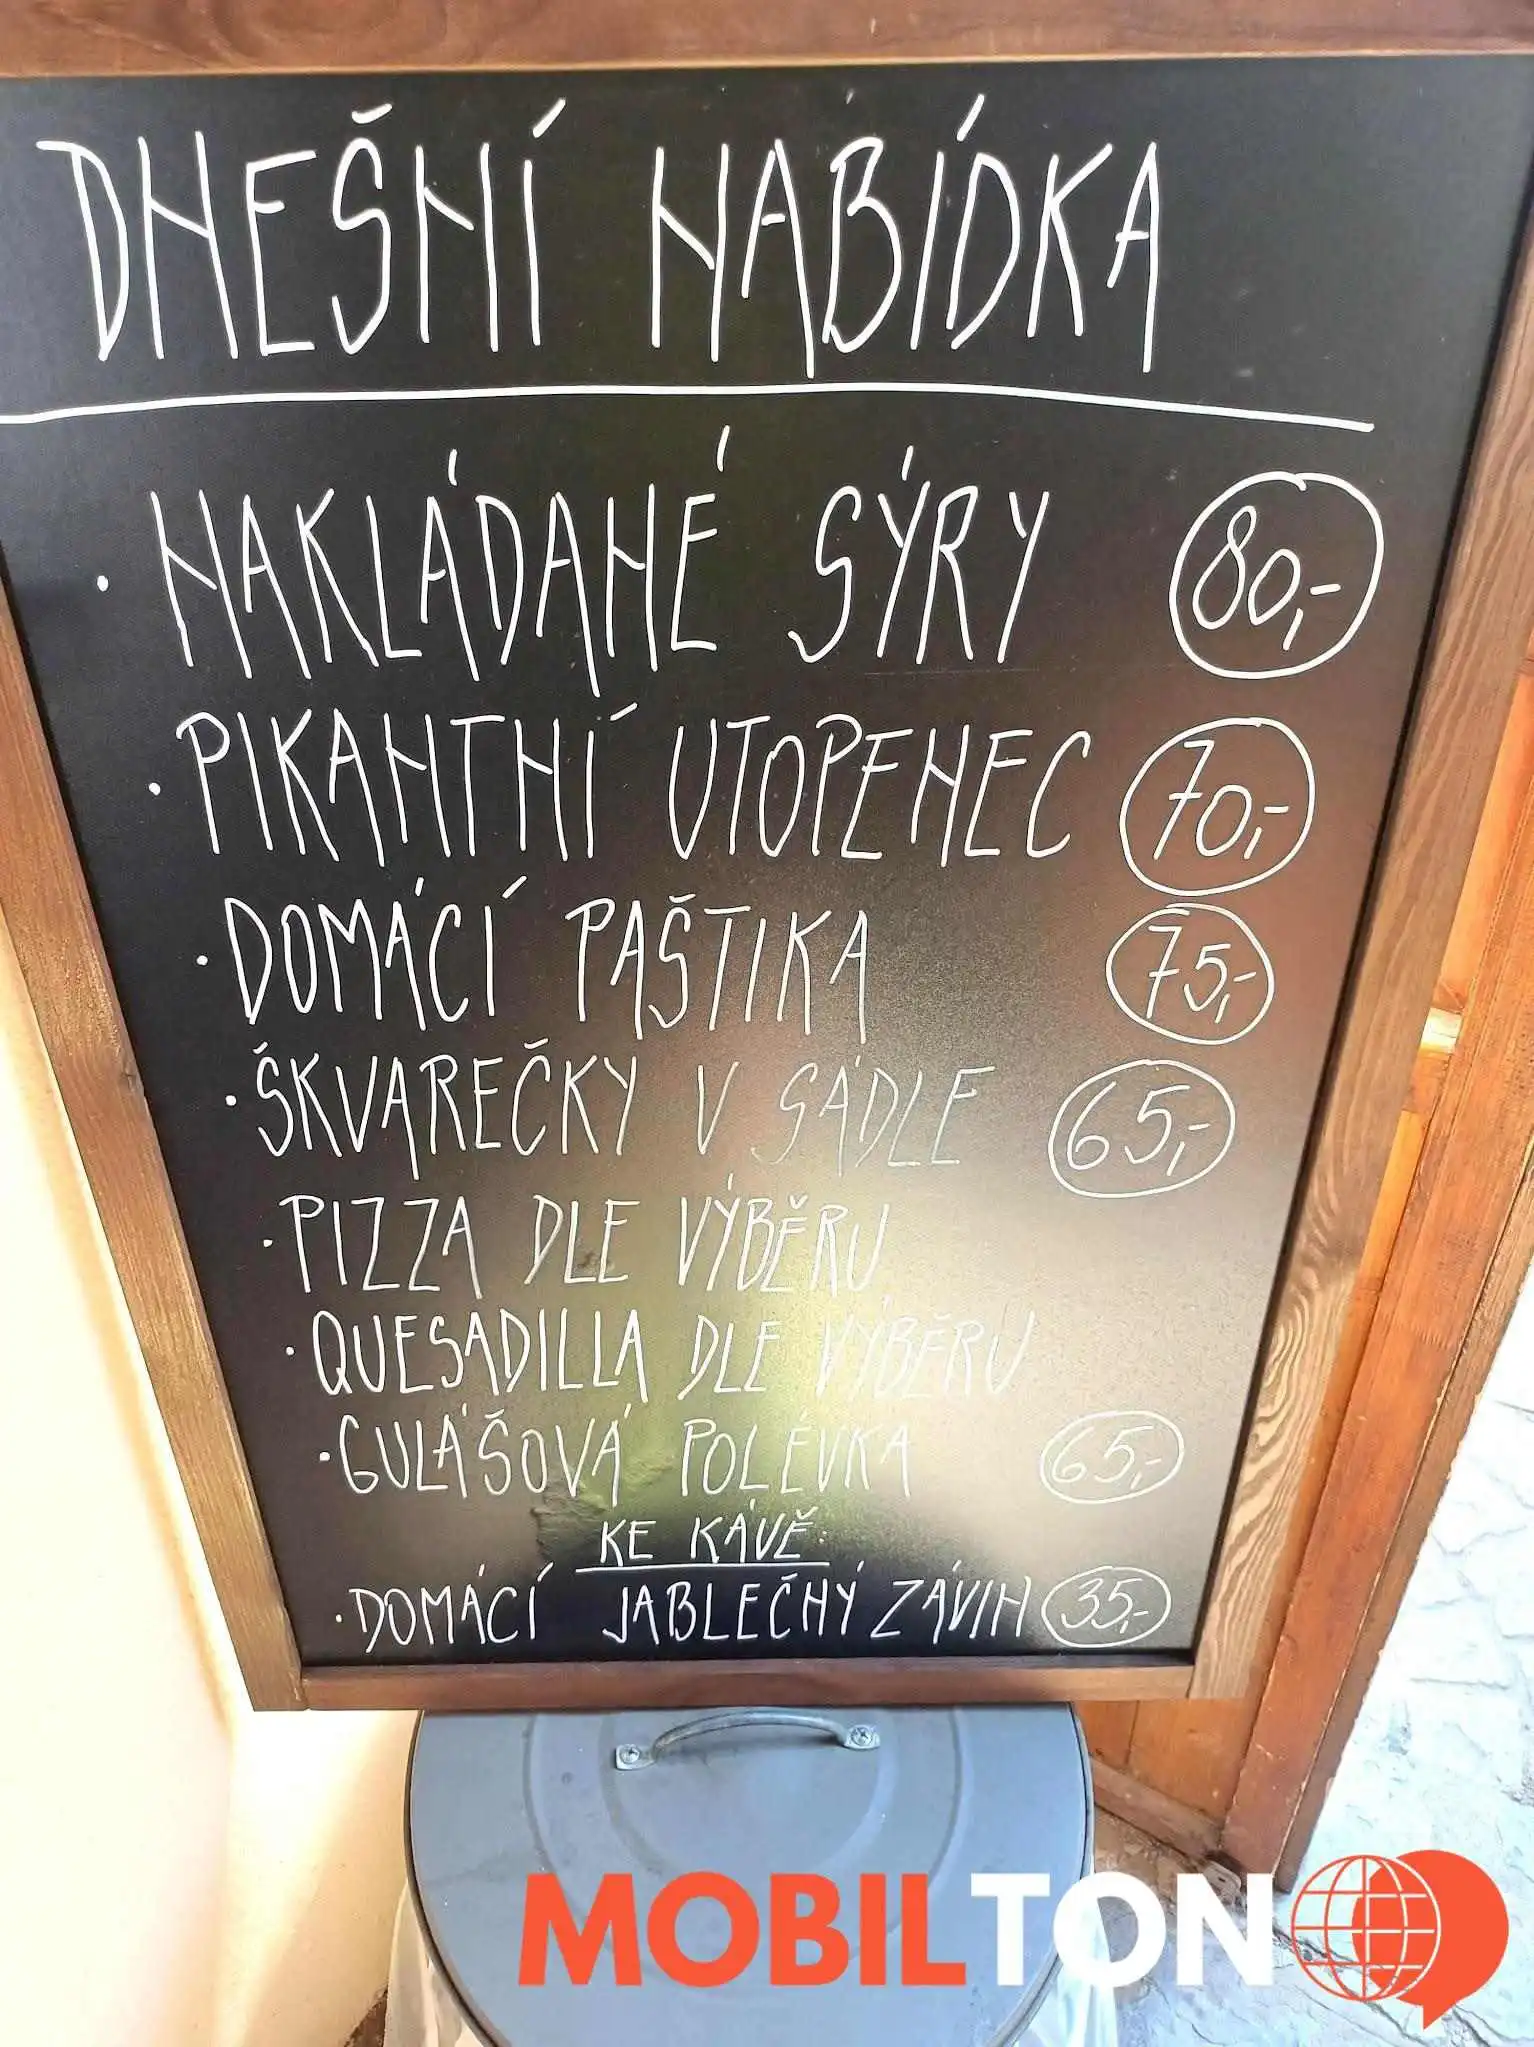 DNEŠNÍ NABÍDKA
· NAKLÁDANÉ SÝRY 80,-
· PIKANTNÍ UTOPENEC 70,-
· DOMÁCÍ PAŠTIKA 75,-
· ŠKVAREČKY V SÁDLE 65,-
· PIZZA DLE VÝBĚRU
· QUESADILLA DLE VÝBĚRU
· GULÁŠOVÁ POLÉVKA 65,-
KE KÁVĚ:
· DOMÁCÍ JABLEČNÝ ZÁVIN 35,-
MOBILTON